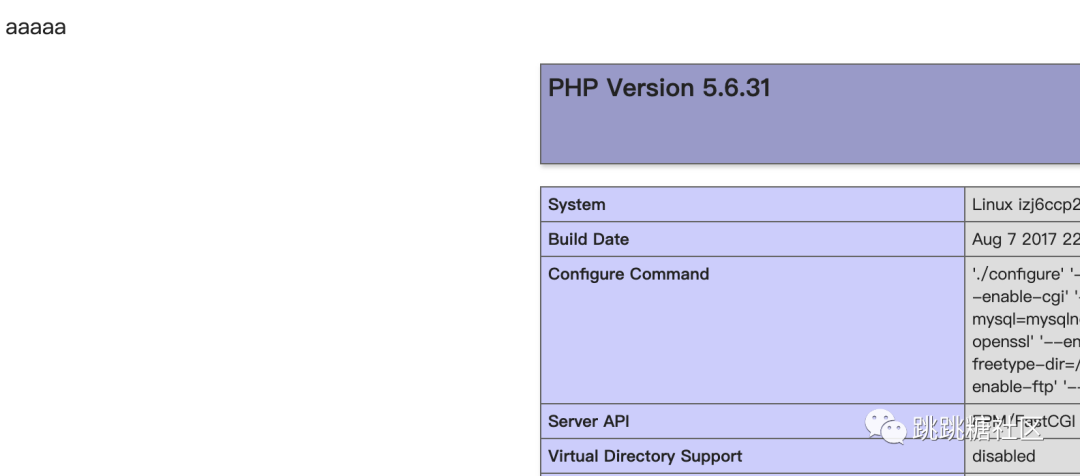 aaaaa
PHP Version 5.6.31
System Linux izj6ccp2
Build Date Aug 7 2017 22
Configure Command './configure' '-
-enable-cgi' '-
mysql=mysqln
openssl' '--en
freetype-dir=/
enable-ftp' '--
Server API FPM/FastCGI
Virtual Directory Support disabled
跳跳糖社区